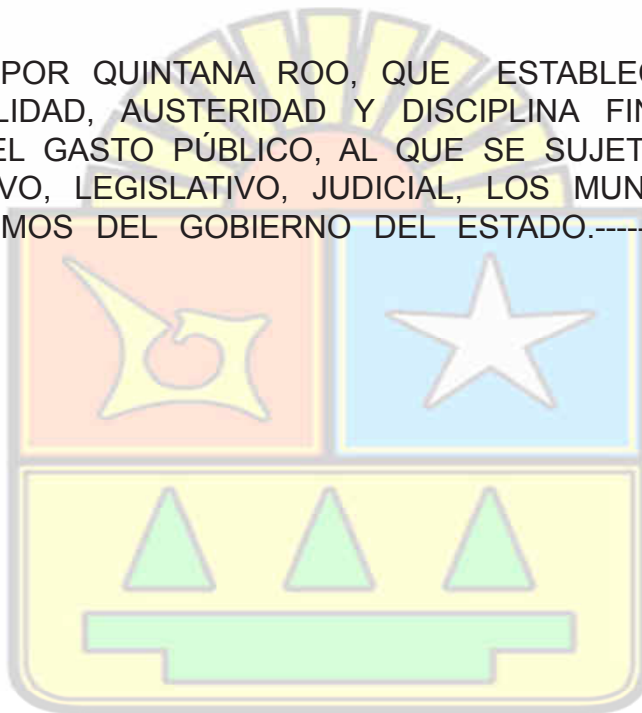 POR QUINTANA ROO, QUE ESTABLEC
LIDAD, AUSTERIDAD Y DISCIPLINA FIN
EL GASTO PÚBLICO, AL QUE SE SUJET
VO, LEGISLATIVO, JUDICIAL, LOS MUN
MOS DEL GOBIERNO DEL ESTADO.-----